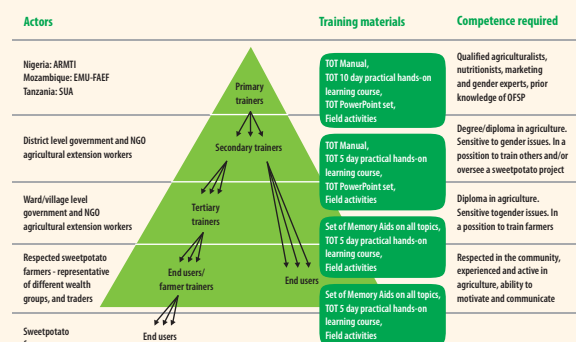 Actors
Training materials
Competence required
Nigeria: ARMTI
Mozambique: EMU-FAEF
Tanzania: SUA
Primary
trainers
TOT Manual,
TOT 10 day practical hands-on
learning course,
TOT PowerPoint set,
Field activities
Qualified agriculturalists,
nutritionists, marketing
and gender experts, prior
knowledge of OFSP
District level government and NGO
agricultural extension workers
Secondary trainers
TOT Manual,
TOT 5 day practical hands-on
learning course,
TOT PowerPoint set,
Field activities
Degree/diploma in agriculture.
Sensitive to gender issues. In a
possition to train others and/or
oversee a sweetpotato project
Ward/village level
government and NGO
agricultural extension workers
Tertiary
trainers
Set of Memory Aids on all topics,
TOT 5 day practical hands-on
learning course,
Field activities
Diploma in agriculture.
Sensitive togender issues. In
a possition to train farmers
Respected sweetpotato
farmers - representative
of different wealth
groups, and traders
End users/
farmer trainers
End users
Set of Memory Aids on all topics,
TOT 5 day practical hands-on
learning course,
Field activities
Respected in the community,
experienced and active in
agriculture, ability to
motivate and communicate
Sweetpotato
End users